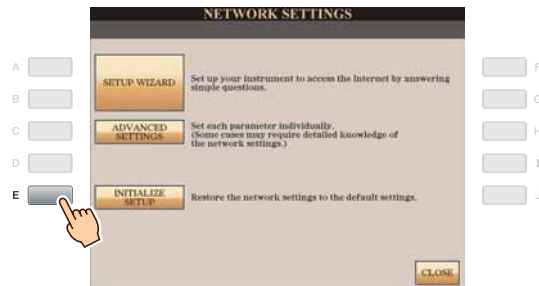 NETWORK SETTINGS
A
B
C
D
E
SETUP WIZARD
Set up your instrument to access the Internet by answering
simple questions.
ADVANCED
SETTINGS
Set each parameter individually.
(Some cases may require detailed knowledge of
the network settings.)
INITIALIZE
SETUP
Restore the network settings to the default settings.
CLOSE
F
G
H
I
J